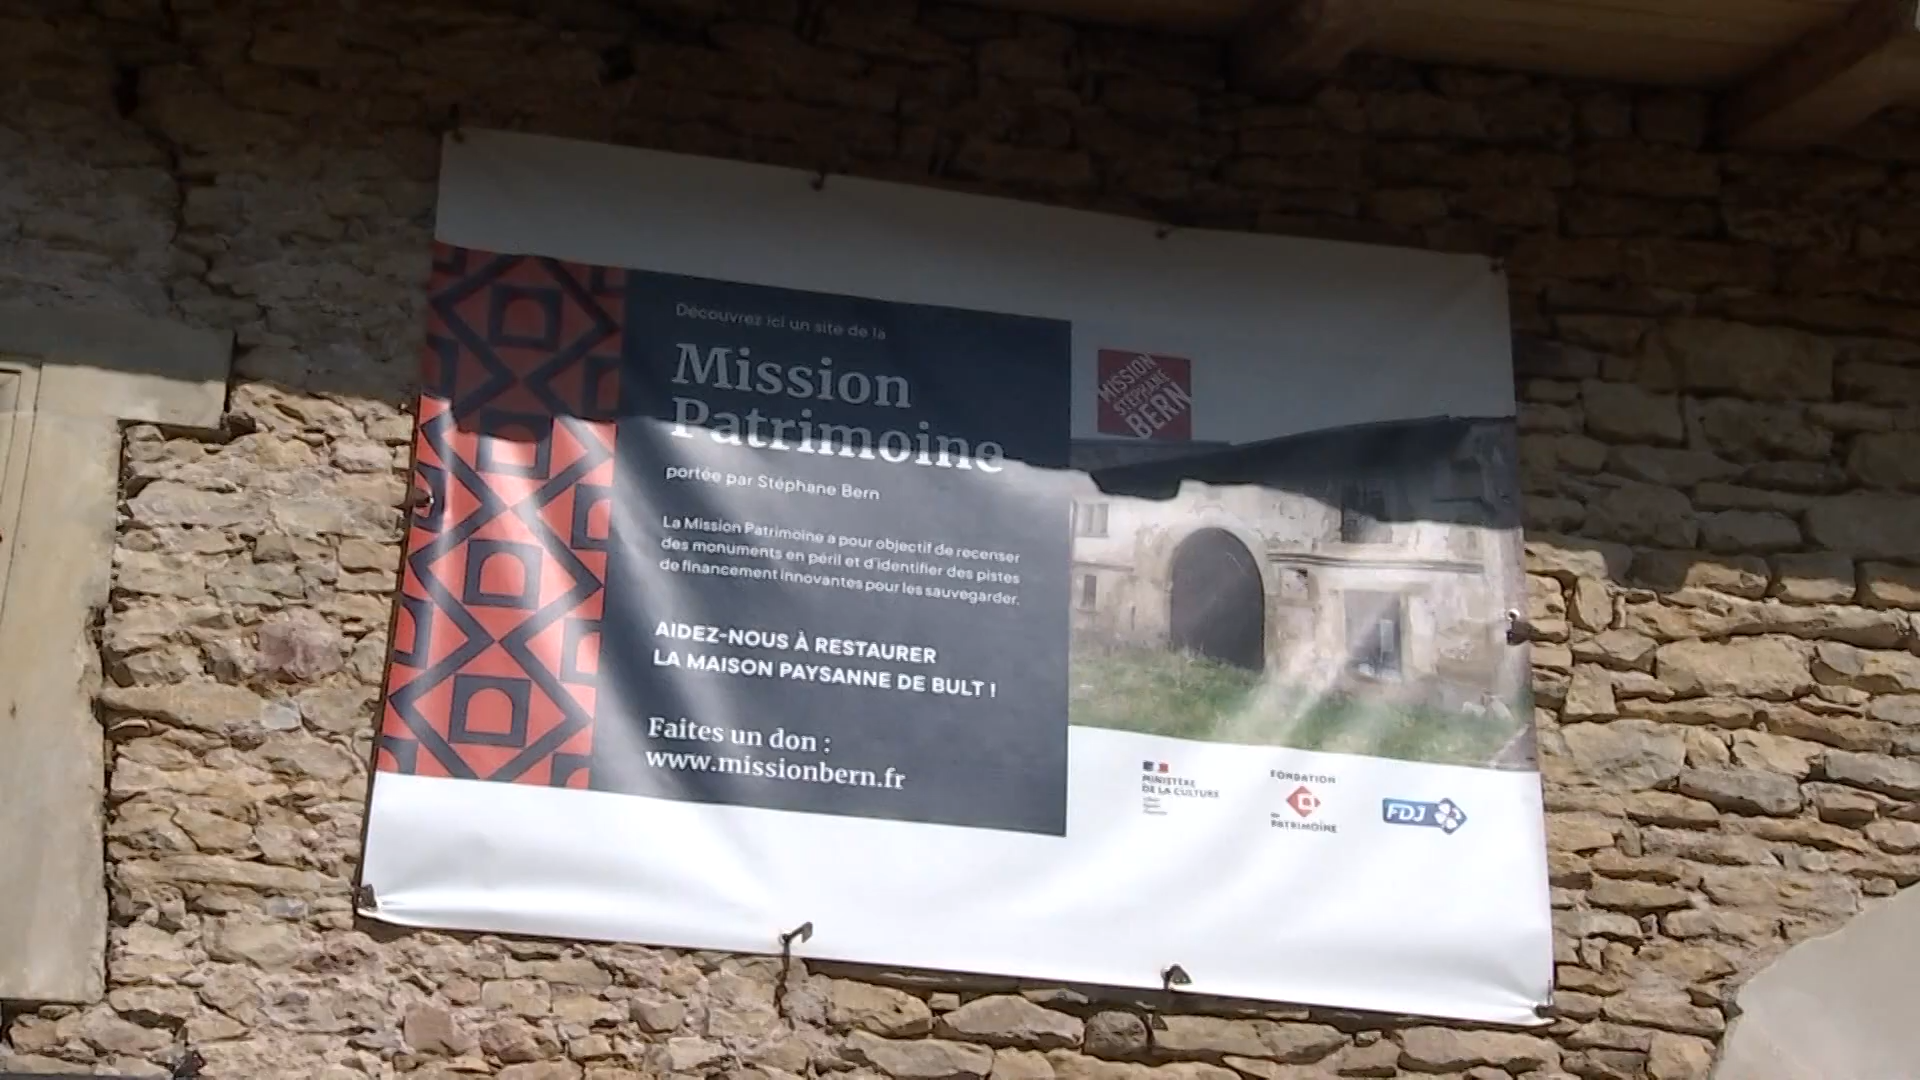 Découvrez ici un site de la
Mission
Patrimoine
portée par Stéphane Bern
La Mission Patrimoine a pour objectif de recenser
des monuments en péril et d'identifier des pistes
de financement innovantes pour les sauvegarder.
AIDEZ-NOUS À RESTAURER
LA MAISON PAYSANNE DE BULT !
Faites un don :
www.missionbern.fr
MISSION
STÉPHANE
BERN
MINISTÈRE
DE LA CULTURE
FONDATION
DU
PATRIMOINE
FDJ